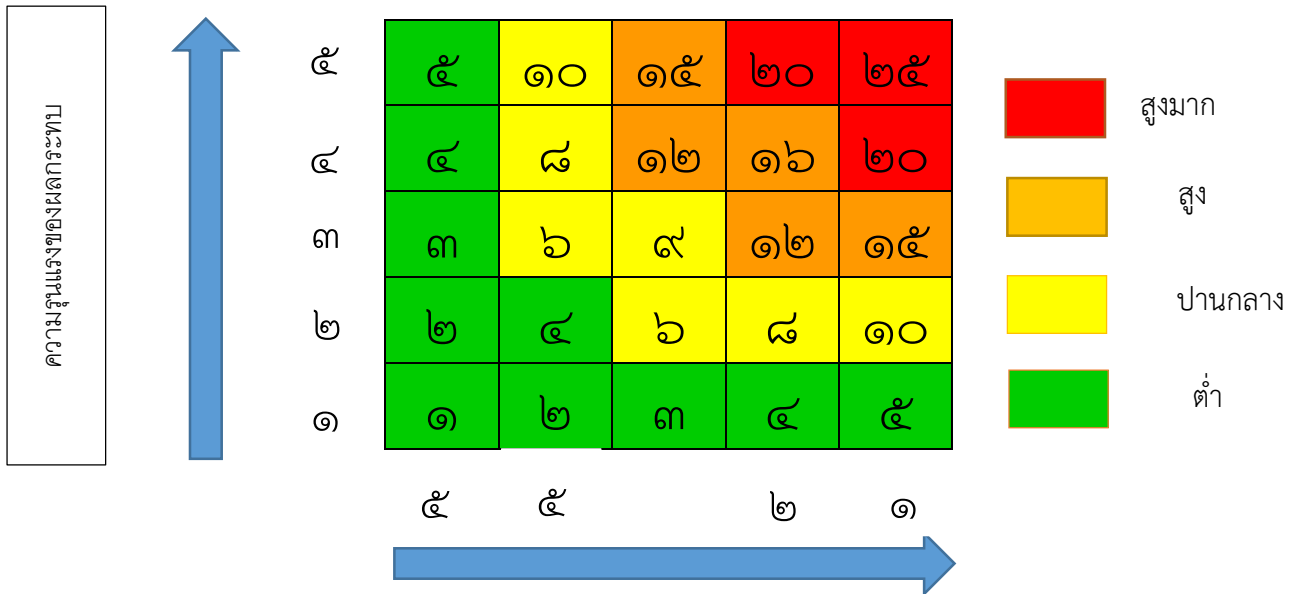 ความรุนแรงของผลกระทบ
๕ ๕ ๑๐ ๑๕ ๒๐ ๒๕
๔ ๔ ๘ ๑๒ ๑๖ ๒๐
๓ ๓ ๖ ๙ ๑๒ ๑๕
๒ ๒ ๔ ๖ ๘ ๑๐
๑ ๑ ๒ ๓ ๔ ๕
๕ ๕ ๒ ๑
สูงมาก
สูง
ปานกลาง
ต่ำ